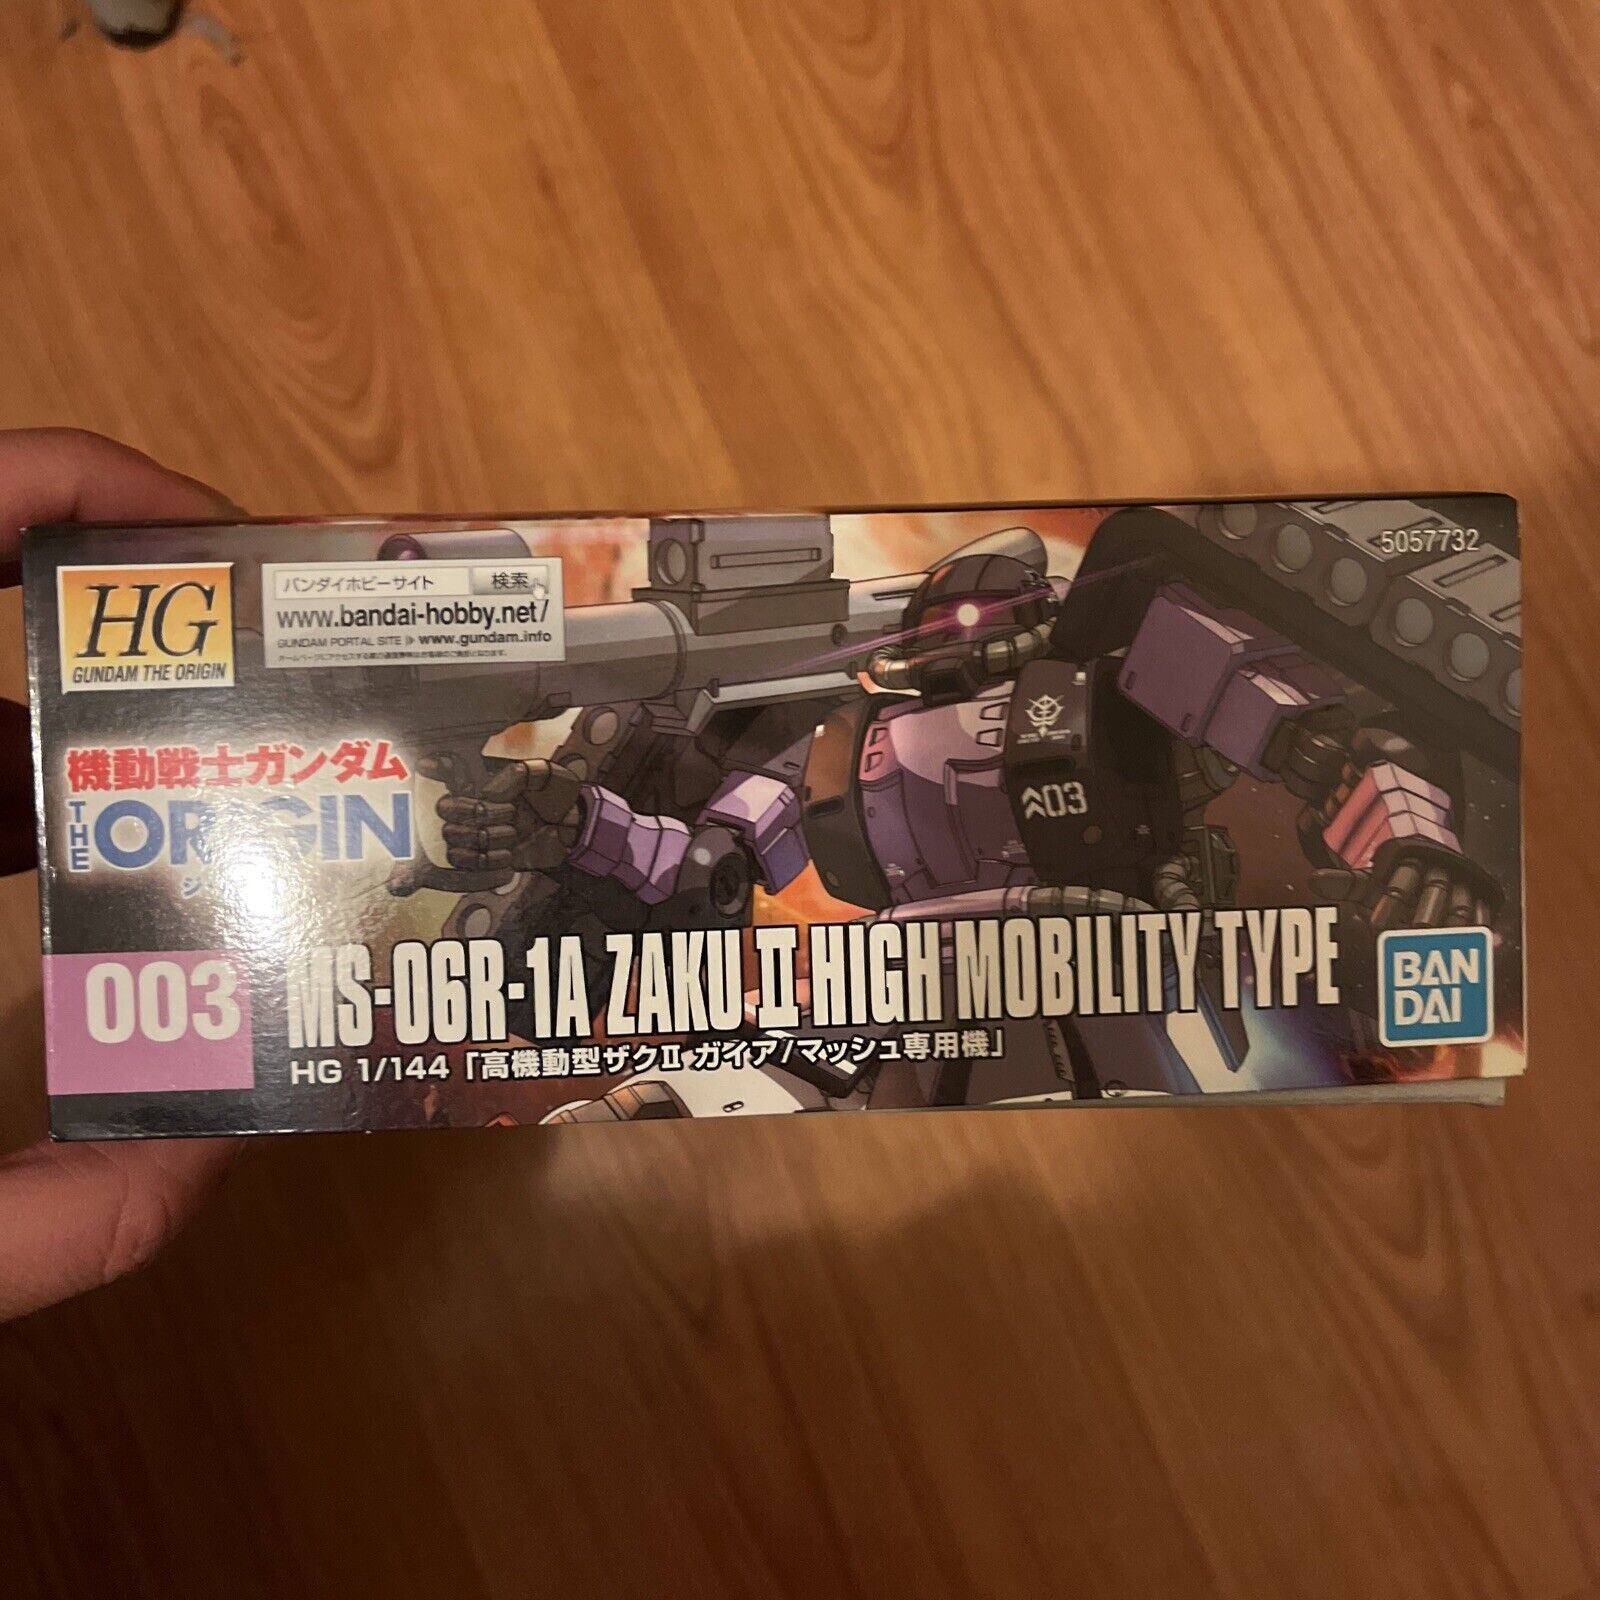 5057732
HG
GUNDAM THE ORIGIN
バンダイホビーサイト 検索
www.bandai-hobby.net/
GUNDAM PORTAL SITE www.gundam.info
機動戦士ガンダム
THE ORIGIN
03
003
MS-06R-1A ZAKU II HIGH MOBILITY TYPE
HG 1/144「高機動型ザクII ガイア/マッシュ専用機」
BAN
DAI